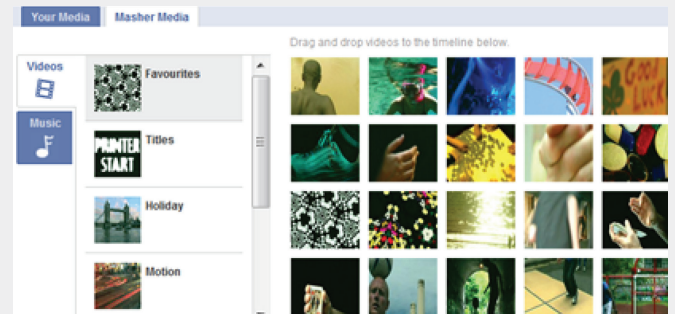 Your Media
Masher Media
Drag and drop videos to the timeline below.
Videos
Favourites
GOOD
LUCK
Music
PRINTER
START
Titles
Holiday
Motion